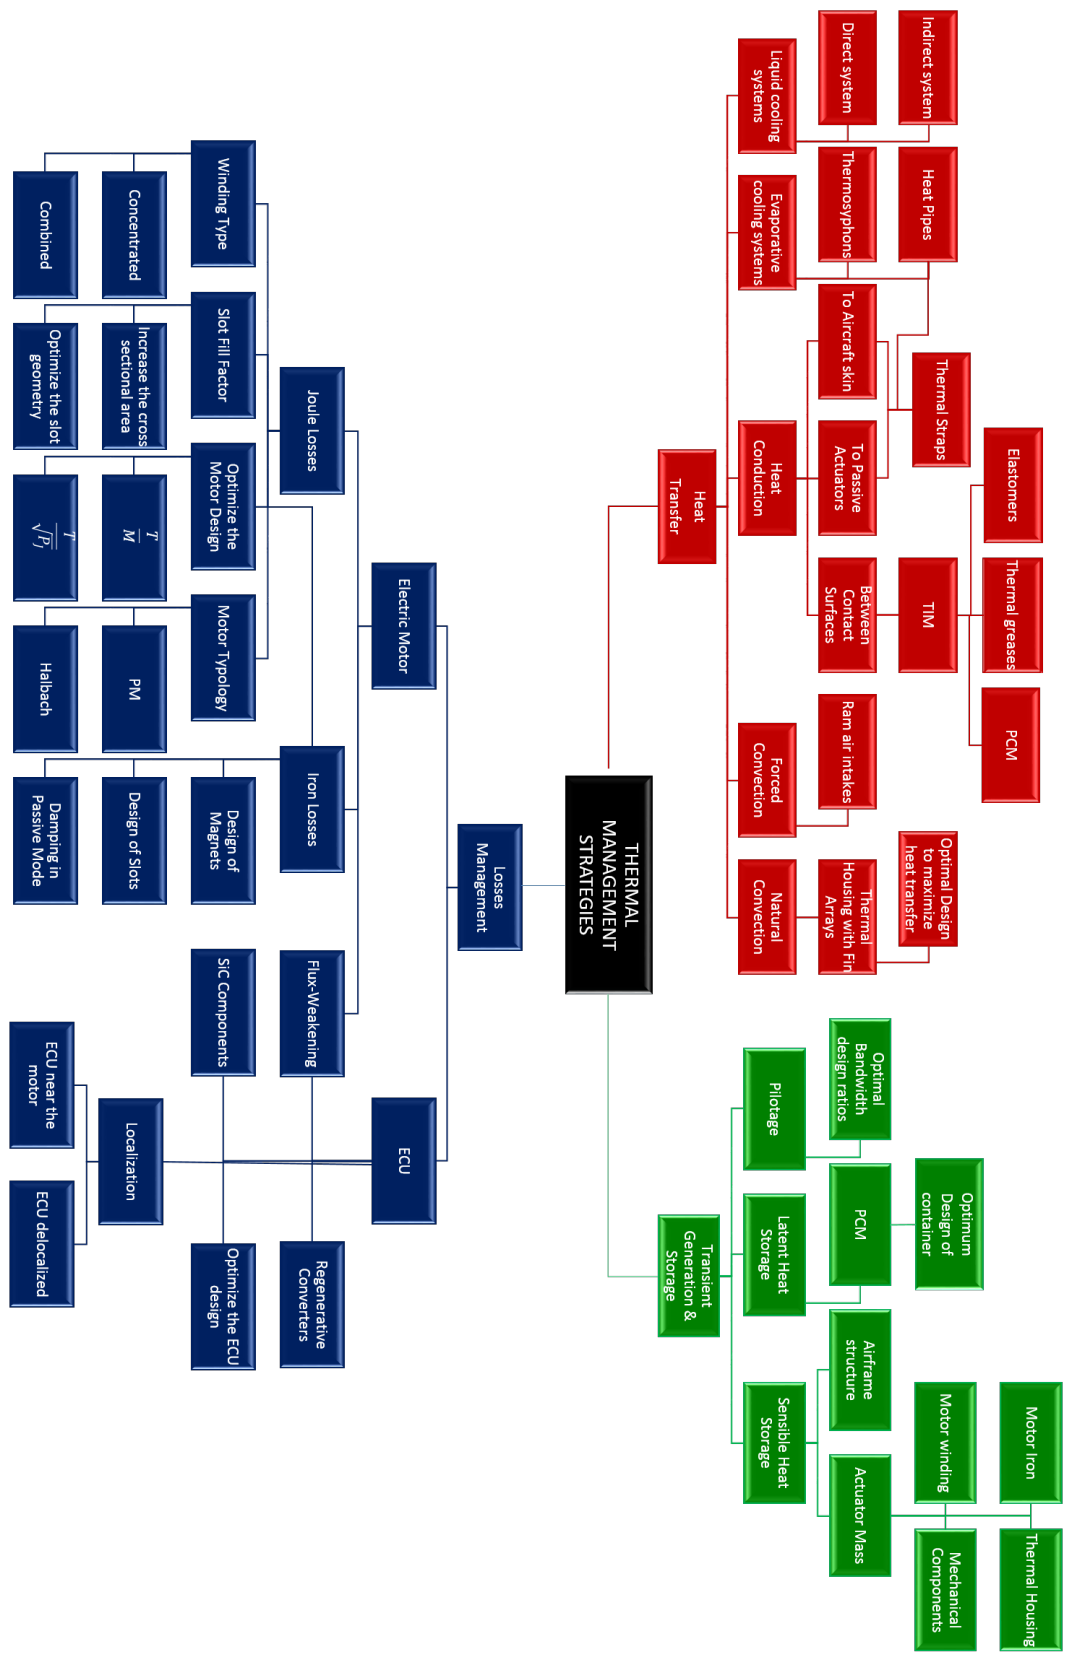 THERMAL
MANAGEMENT
STRATEGIES
Heat
Transfer
Liquid cooling
systems
Direct system
Indirect system
Evaporative
cooling systems
Thermosyphons
Heat Pipes
Heat
Conduction
To Aircraft skin
To Passive
Actuators
Thermal Straps
Between
Contact
Surfaces
TIM
Elastomers
Thermal greases
PCM
Forced
Convection
Ram air intakes
Natural
Convection
Thermal
Housing with Fin
Arrays
Optimal Design
to maximize
heat transfer
Transient
Generation &
Storage
Pilotage
Optimal
Bandwidth
design ratios
Latent Heat
Storage
PCM
Optimum
Design of
container
Sensible Heat
Storage
Airframe
structure
Actuator Mass
Motor winding
Motor Iron
Mechanical
Components
Thermal Housing
Losses
Management
Electric Motor
Joule Losses
Winding Type
Concentrated
Combined
Slot Fill Factor
Increase the cross
sectional area
Optimize the slot
geometry
Optimize the
Motor Design
T
M
T
√P_J
Motor Typology
PM
Halbach
Iron Losses
Design of
Magnets
Design of Slots
Damping in
Passive Mode
Flux-Weakening
ECU
Regenerative
Converters
SiC Components
Optimize the ECU
design
Localization
ECU near the
motor
ECU delocalized